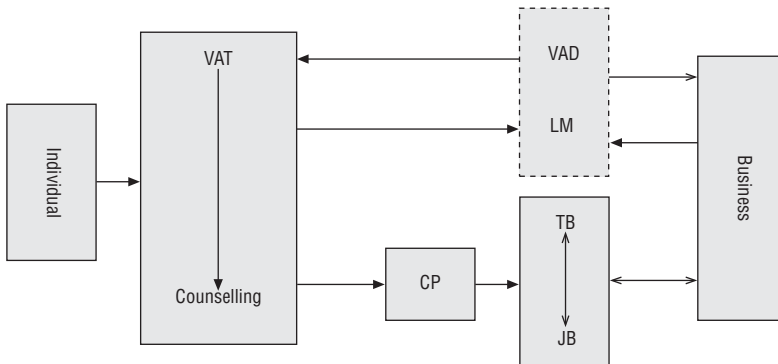 Individual
VAT
Counselling
CP
VAD
LM
TB
JB
Business